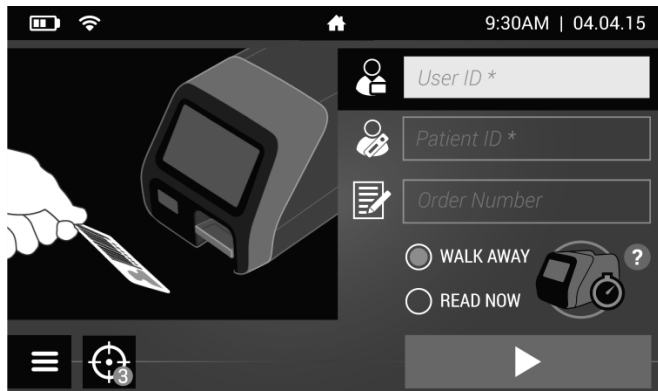 9:30AM | 04.04.15
User ID *
Patient ID *
Order Number
WALK AWAY
?
READ NOW
3